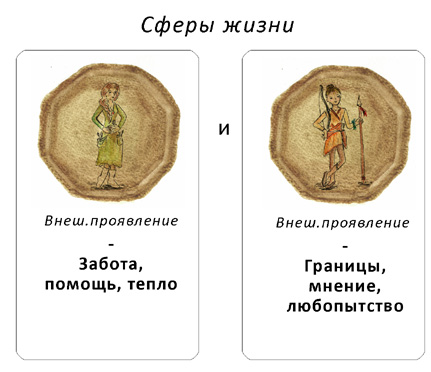 Сферы жизни
и
Внеш.проявление
-
Забота,
помощь, тепло
Внеш.проявление
-
Границы,
мнение,
любопытство